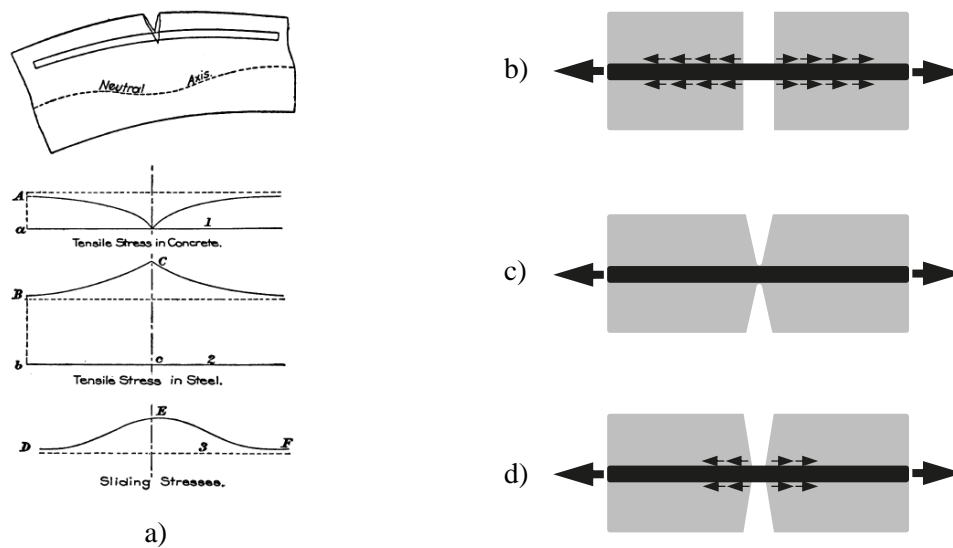 Neutral Axis.
A
a
1
Tensile Stress in Concrete.
C
B
b
c
2
Tensile Stress in Steel.
E
D
3
F
Sliding Stresses.
a)
b)
c)
d)